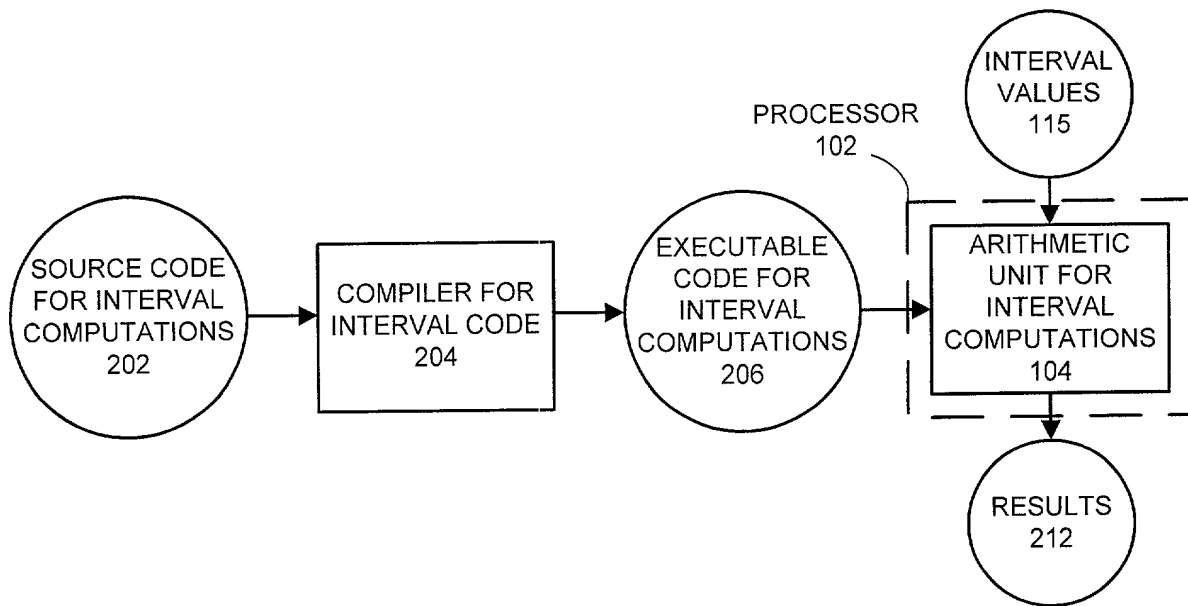 SOURCE CODE
FOR INTERVAL
COMPUTATIONS
202
COMPILER FOR
INTERVAL CODE
204
EXECUTABLE
CODE FOR
INTERVAL
COMPUTATIONS
206
PROCESSOR
102
INTERVAL
VALUES
115
ARITHMETIC
UNIT FOR
INTERVAL
COMPUTATIONS
104
RESULTS
212